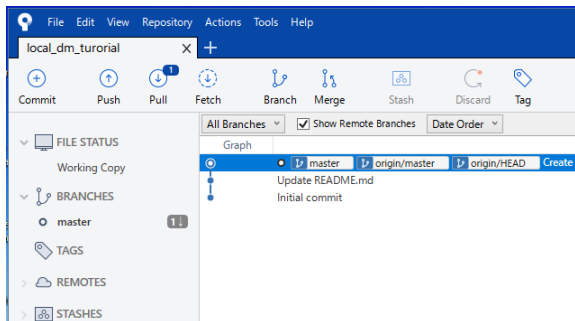 File Edit View Repository Actions Tools Help
local_dm_turorial X +
1
Commit Push Pull Fetch Branch Merge Stash Discard Tag
All Branches Show Remote Branches Date Order
Graph
FILE STATUS
Working Copy
BRANCHES
master 1↓
TAGS
REMOTES
STASHES
master origin/master origin/HEAD Create
Update README.md
Initial commit